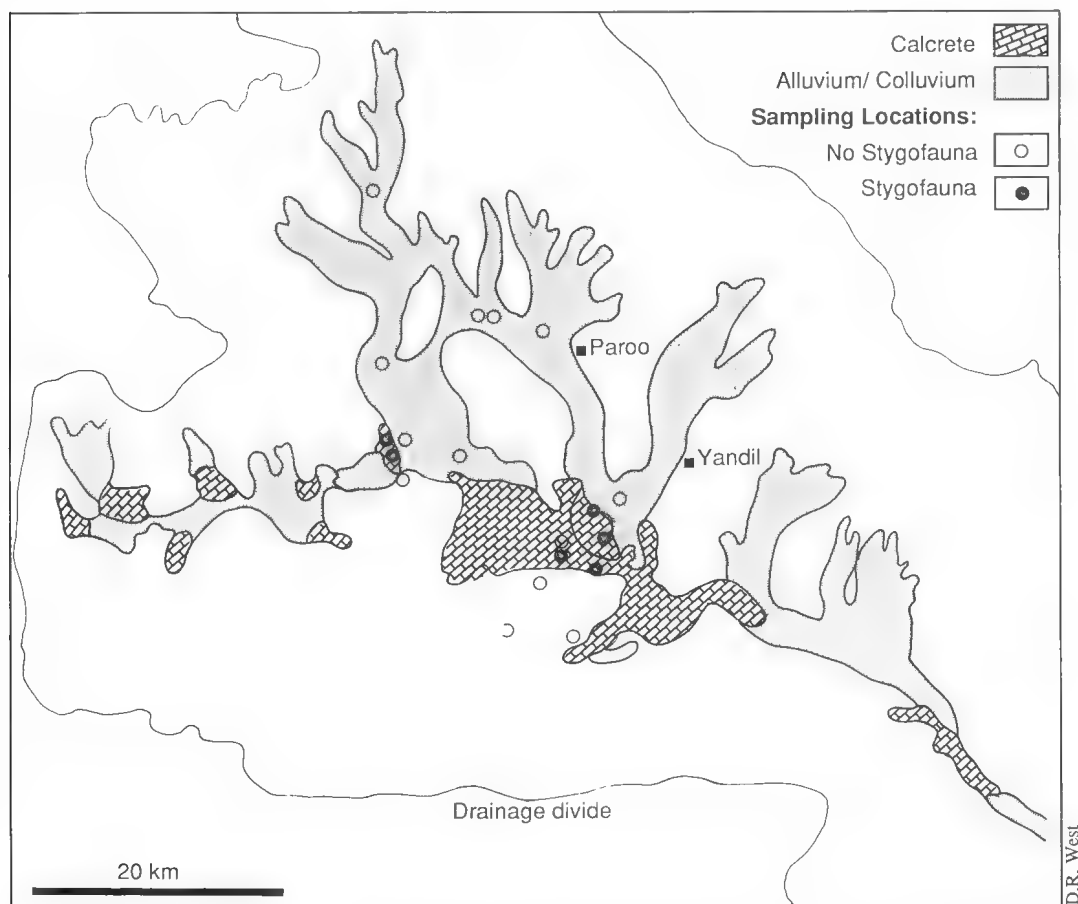 Calcrete
Alluvium/ Colluvium
Sampling Locations:
No Stygofauna
Stygofauna
Paroo
Yandil
Drainage divide
20 km
D.R. West